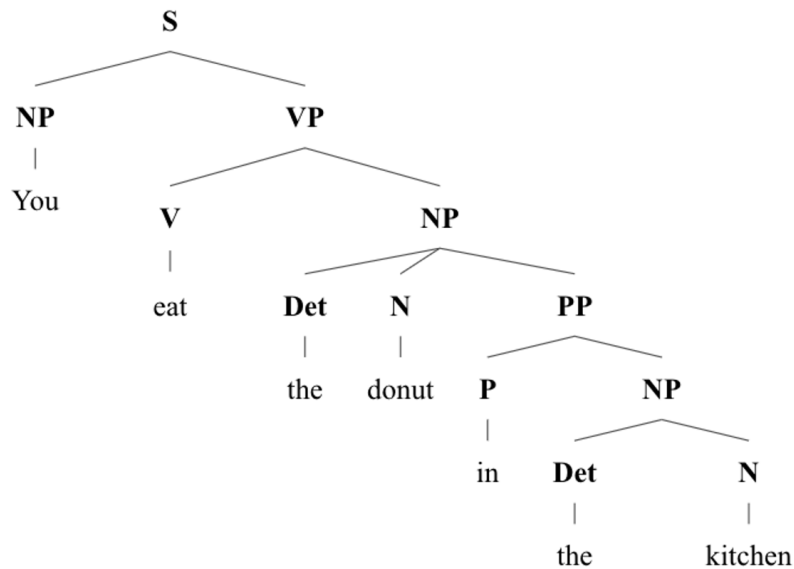 S
NP VP
You
V NP
eat Det N PP
the donut P NP
in Det N
the kitchen